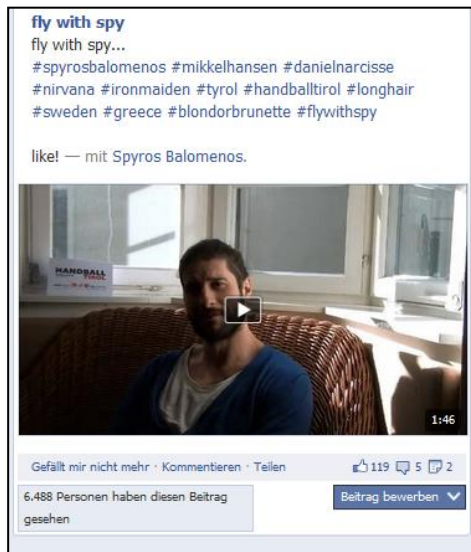 fly with spy
fly with spy...
#spyrosbalomenos #mikkelhansen #danielnarcisse
#nirvana #ironmaiden #tyrol #handballtirol #longhair
#sweden #greece #blondorbrunette #flywithspy
like! — mit Spyros Balomenos.
HANDBALL
TIROL
1:46
Gefällt mir nicht mehr · Kommentieren · Teilen
119 5 2
6.488 Personen haben diesen Beitrag
gesehen
Beitrag bewerben